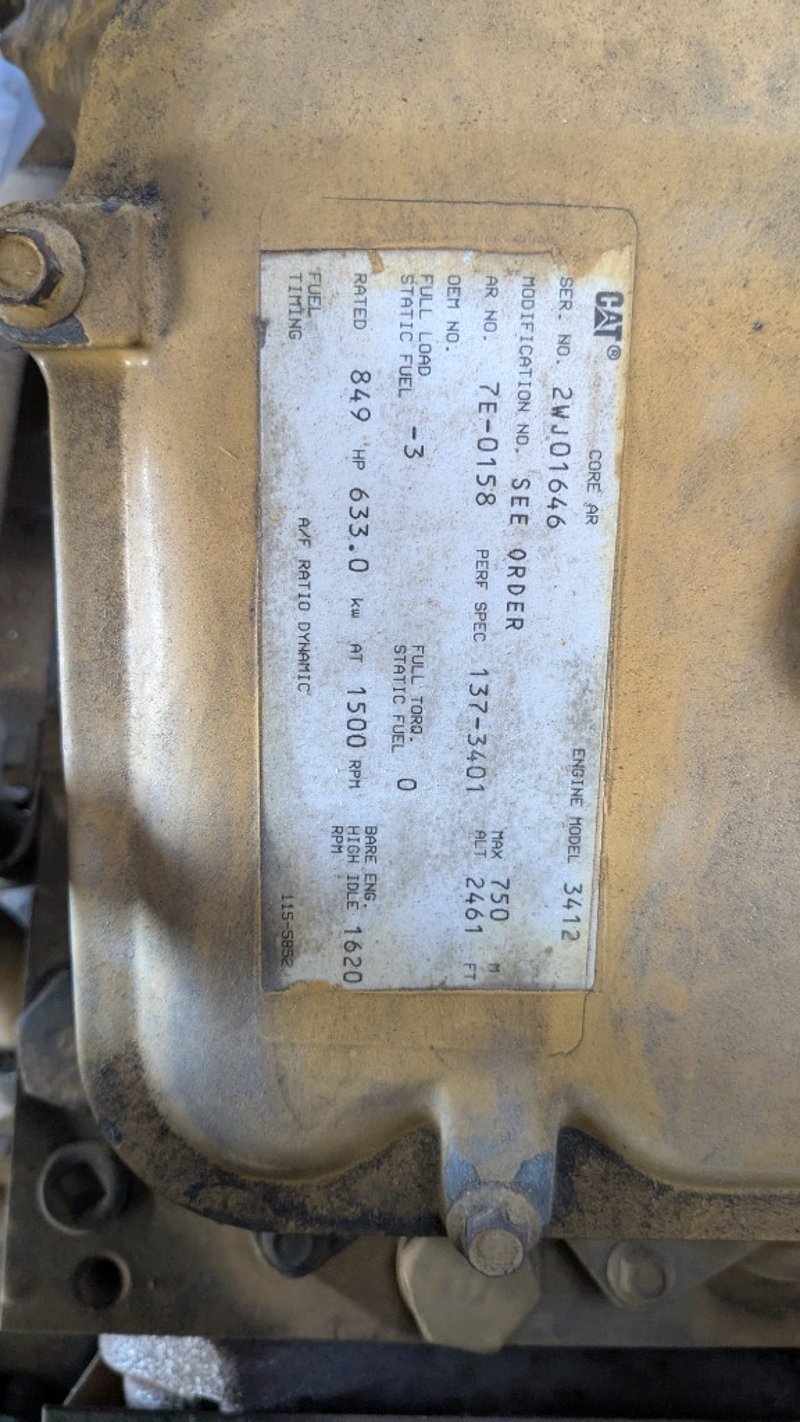 CAT® CORE AR
SER. NO. 2WJ01646 ENGINE MODEL 3412
MODIFICATION NO. SEE ORDER
AR NO. 7E-0158 PERF SPEC 137-3401 MAX ALT 750 M 2461 FT
OEM NO.
FULL LOAD STATIC FUEL -3 FULL TORQ. STATIC FUEL 0
RATED 849 HP 633.0 kw AT 1500 RPM BARE ENG. HIGH IDLE RPM 1620
FUEL TIMING A/F RATIO DYNAMIC
115-5852